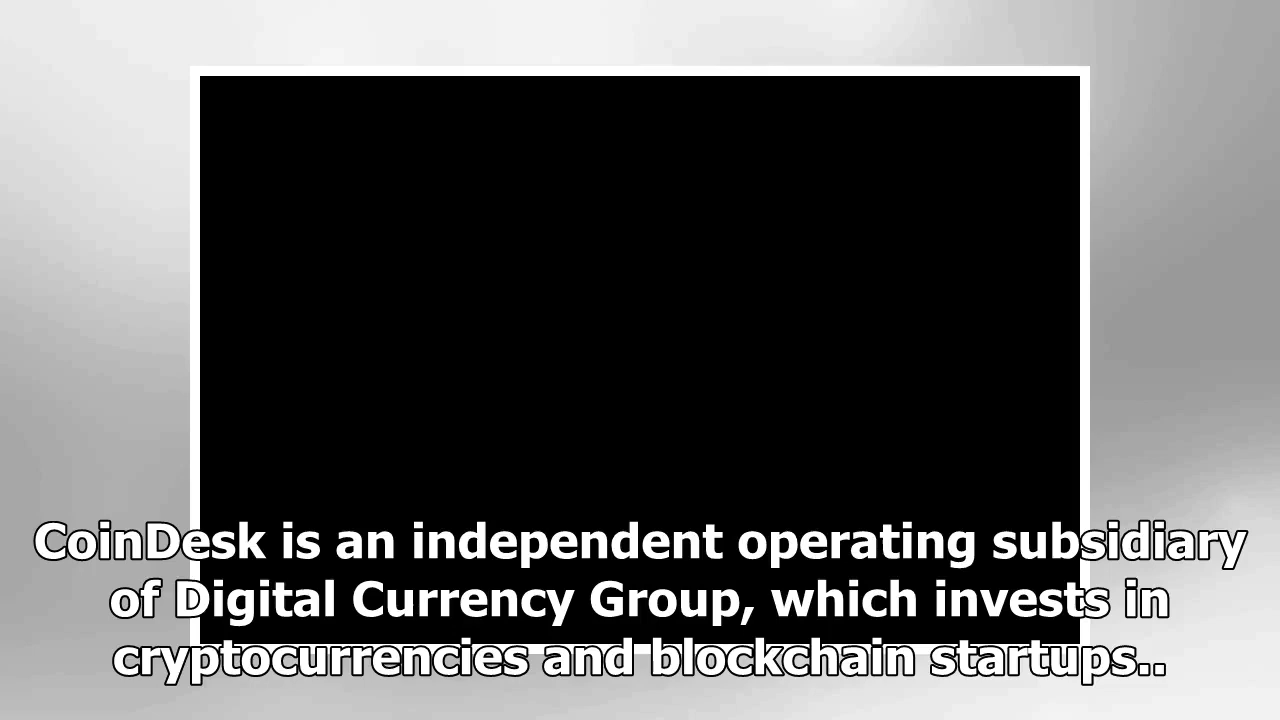 CoinDesk is an independent operating subsidiary
of Digital Currency Group, which invests in
cryptocurrencies and blockchain startups..